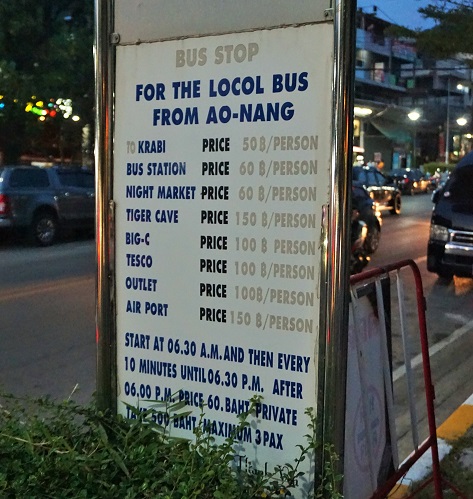 BUS STOP
FOR THE LOCOL BUS
FROM AO-NANG
TO KRABI PRICE 50฿/PERSON
BUS STATION PRICE 60 ฿/PERSON
NIGHT MARKET PRICE 60 ฿/PERSON
TIGER CAVE PRICE 150 ฿/PERSON
BIG-C PRICE 100 ฿ PERSON
TESCO PRICE 100 ฿/PERSON
OUTLET PRICE 100฿/PERSON
AIR PORT PRICE 150 ฿/PERSON
START AT 06.30 A.M. AND THEN EVERY
10 MINUTES UNTIL 06.30 P.M. AFTER
06.00 P.M. PRICE 60. BAHT PRIVATE
TAKE 500 BAHT/MAXIMUM 3 PAX